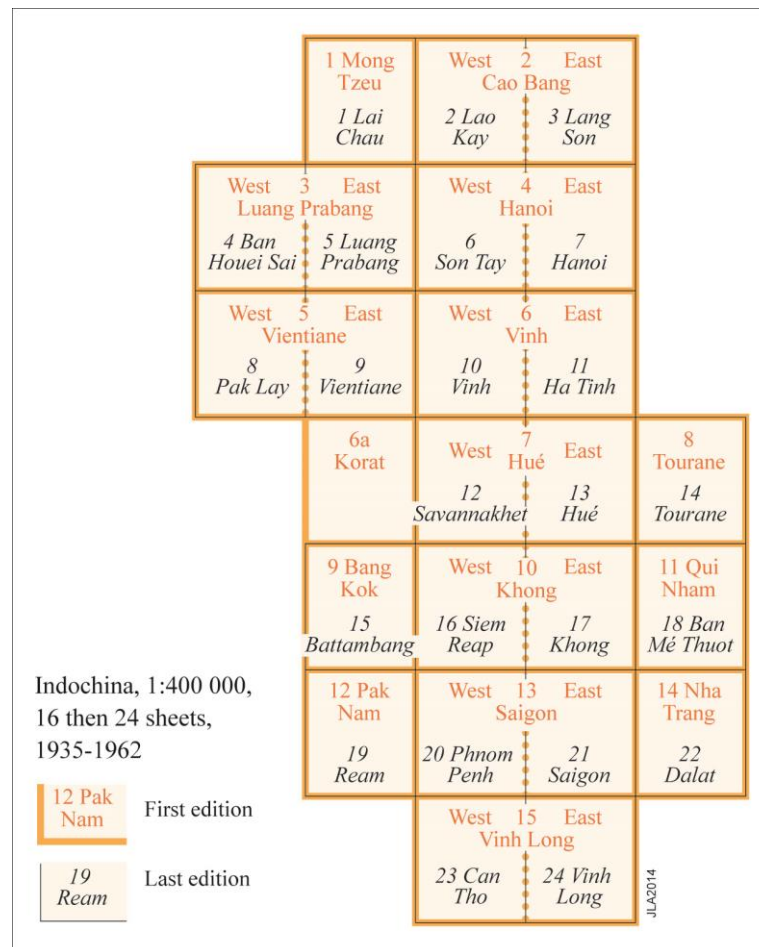 1 Mong
Tzeu
1 Lai
Chau
West 2 East
Cao Bang
2 Lao
Kay
3 Lang
Son
West 3 East
Luang Prabang
4 Ban
Houei Sai
5 Luang
Prabang
West 4 East
Hanoi
6
Son Tay
7
Hanoi
West 5 East
Vientiane
8
Pak Lay
9
Vientiane
West 6 East
Vinh
10
Vinh
11
Ha Tinh
6a
Korat
West 7 East
Hué
12
Savannakhet
13
Hué
8
Tourane
14
Tourane
9 Bang
Kok
15
Battambang
West 10 East
Khong
16 Siem
Reap
17
Khong
11 Qui
Nham
18 Ban
Mé Thuot
12 Pak
Nam
19
Ream
West 13 East
Saigon
20 Phnom
Penh
21
Saigon
14 Nha
Trang
22
Dalat
West 15 East
Vinh Long
23 Can
Tho
24 Vinh
Long
JLA2014
Indochina, 1:400 000,
16 then 24 sheets,
1935-1962
12 Pak
Nam
First edition
19
Ream
Last edition